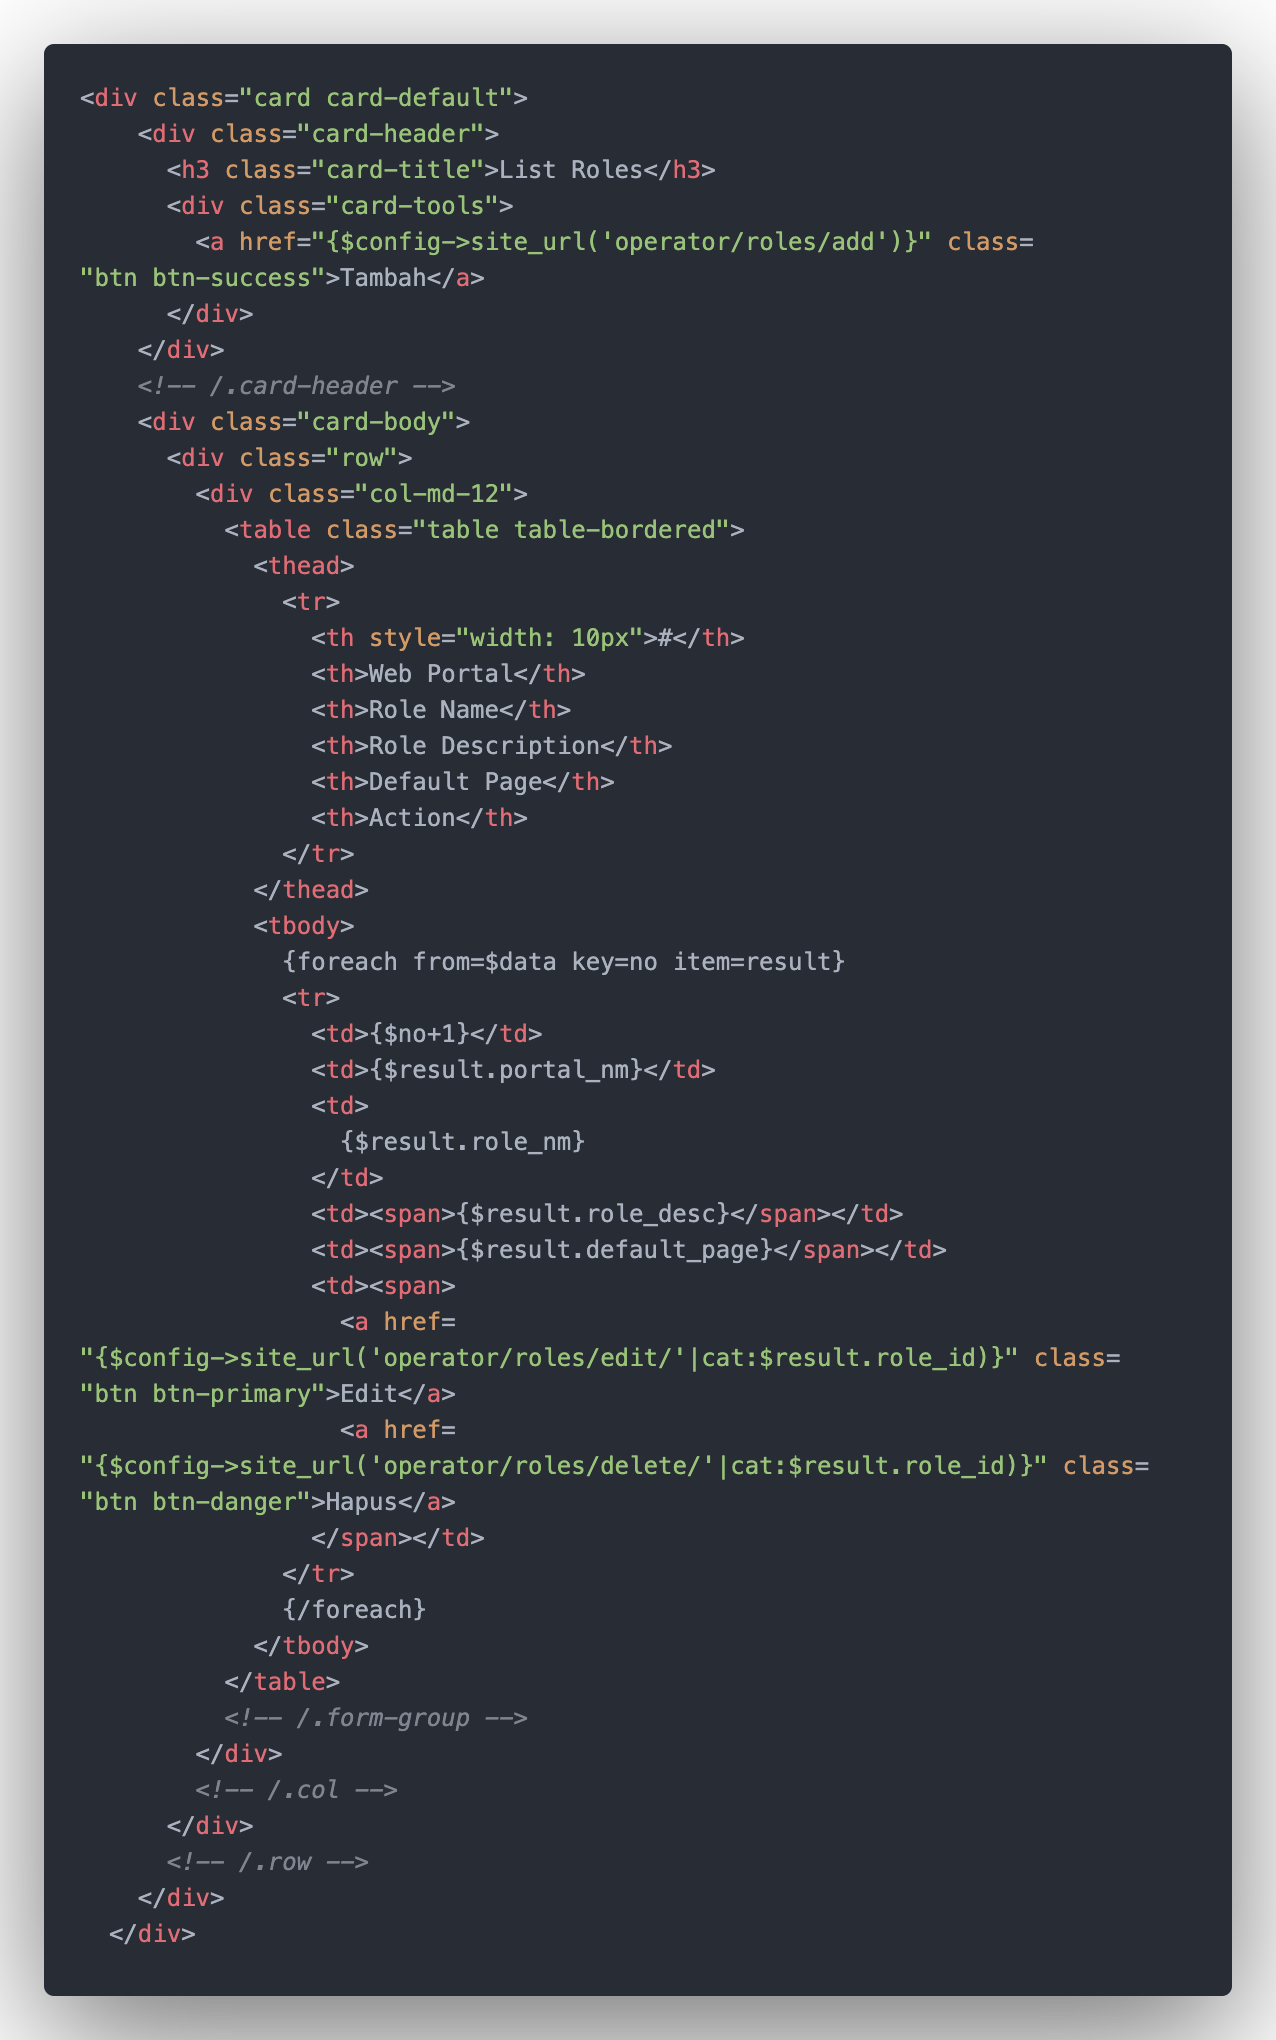 <div class="card card-default">
    <div class="card-header">
      <h3 class="card-title">List Roles</h3>
      <div class="card-tools">
        <a href="{$config->site_url('operator/roles/add')}" class=
"btn btn-success">Tambah</a>
      </div>
    </div>
    <!-- /.card-header -->
    <div class="card-body">
      <div class="row">
        <div class="col-md-12">
          <table class="table table-bordered">
            <thead>
              <tr>
                <th style="width: 10px">#</th>
                <th>Web Portal</th>
                <th>Role Name</th>
                <th>Role Description</th>
                <th>Default Page</th>
                <th>Action</th>
              </tr>
            </thead>
            <tbody>
              {foreach from=$data key=no item=result}
              <tr>
                <td>{$no+1}</td>
                <td>{$result.portal_nm}</td>
                <td>
                  {$result.role_nm}
                </td>
                <td><span>{$result.role_desc}</span></td>
                <td><span>{$result.default_page}</span></td>
                <td><span>
                  <a href=
"{$config->site_url('operator/roles/edit/'|cat:$result.role_id)}" class=
"btn btn-primary">Edit</a>
                  <a href=
"{$config->site_url('operator/roles/delete/'|cat:$result.role_id)}" class=
"btn btn-danger">Hapus</a>
                </span></td>
              </tr>
              {/foreach}
            </tbody>
          </table>
          <!-- /.form-group -->
        </div>
        <!-- /.col -->
      </div>
      <!-- /.row -->
    </div>
  </div>